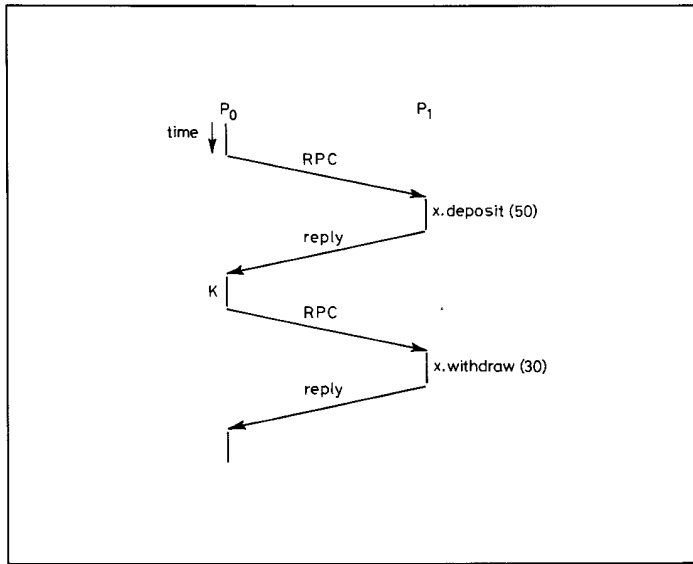 P0 P1
time
RPC
x.deposit (50)
reply
K
RPC
x.withdraw (30)
reply